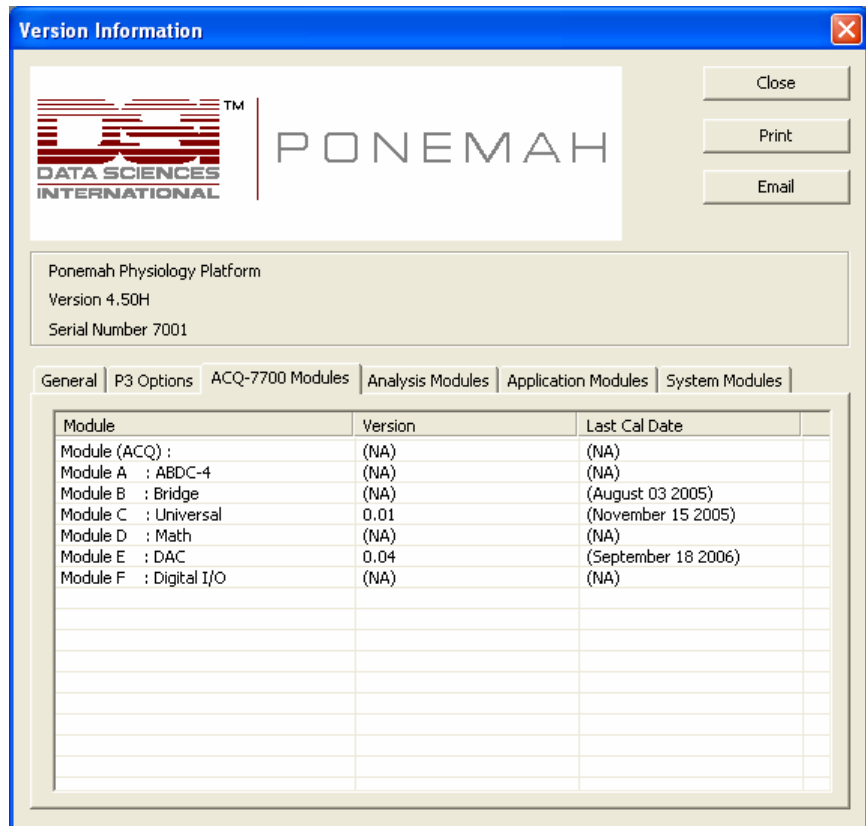 Version Information
Close
Print
Email
DSI™
DATA SCIENCES
INTERNATIONAL
PONEMAH
Ponemah Physiology Platform
Version 4.50H
Serial Number 7001
General P3 Options ACQ-7700 Modules Analysis Modules Application Modules System Modules
Module Version Last Cal Date
Module (ACQ) : (NA) (NA)
Module A : ABDC-4 (NA) (NA)
Module B : Bridge (NA) (August 03 2005)
Module C : Universal 0.01 (November 15 2005)
Module D : Math (NA) (NA)
Module E : DAC 0.04 (September 18 2006)
Module F : Digital I/O (NA) (NA)